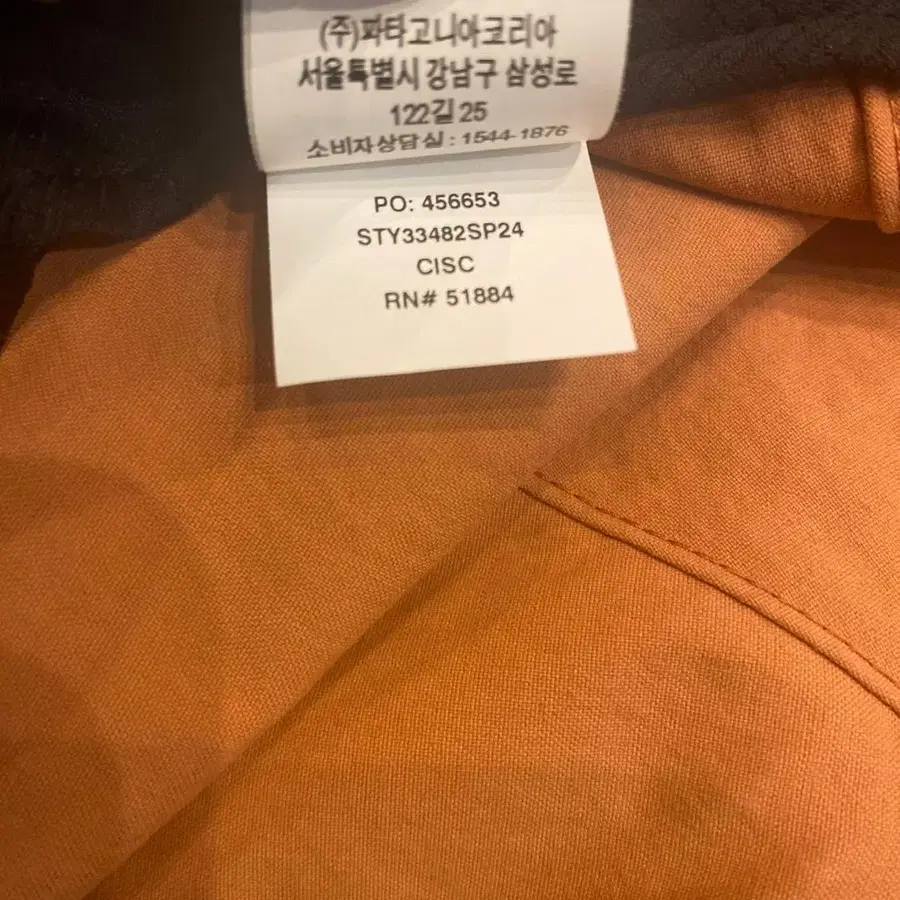 (주)파타고니아코리아
서울특별시 강남구 삼성로
122길 25
소비자상담실 : 1544-1876
PO: 456653
STY33482SP24
CISC
RN# 51884